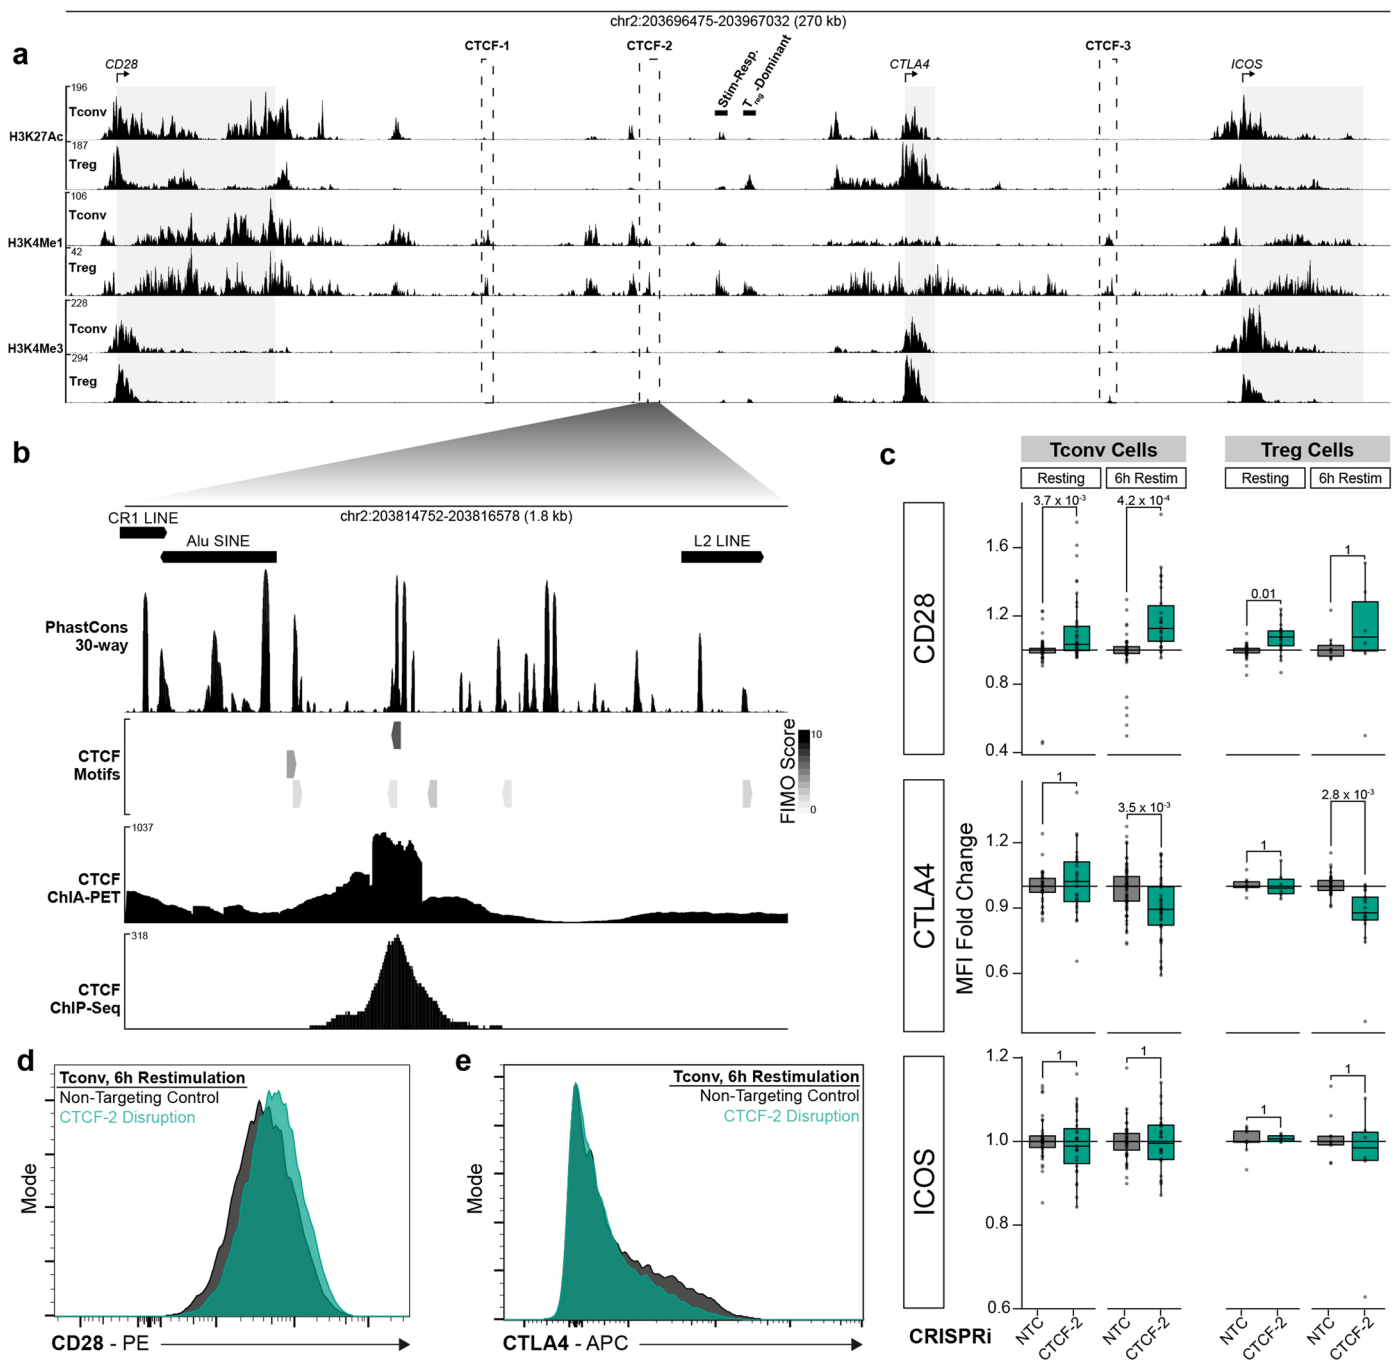 chr2:203696475-203967032 (270 kb)
a
CTCF-1
CTCF-2
CTCF-3
Stim-Resp.
Treg-Dominant
CD28
CTLA4
ICOS
196
Tconv
H3K27Ac
187
Treg
106
Tconv
H3K4Me1
42
Treg
228
Tconv
H3K4Me3
294
Treg
b
chr2:203814752-203816578 (1.8 kb)
CR1 LINE
Alu SINE
L2 LINE
PhastCons
30-way
CTCF
Motifs
FIMO Score
10
0
1037
CTCF
ChIA-PET
318
CTCF
ChIP-Seq
c
Tconv Cells
Treg Cells
Resting
6h Restim
Resting
6h Restim
CD28
3.7 x 10-3
4.2 x 10-4
0.01
1
1.6
1.2
0.8
0.4
CTLA4
MFI Fold Change
1
3.5 x 10-3
1
2.8 x 10-3
1.2
0.9
0.6
ICOS
1
1
1
1
1.2
1.0
0.8
0.6
CRISPRi
NTC
CTCF-2
NTC
CTCF-2
NTC
CTCF-2
NTC
CTCF-2
d
Tconv, 6h Restimulation
Non-Targeting Control
CTCF-2 Disruption
Mode
CD28 - PE
e
Tconv, 6h Restimulation
Non-Targeting Control
CTCF-2 Disruption
Mode
CTLA4 - APC